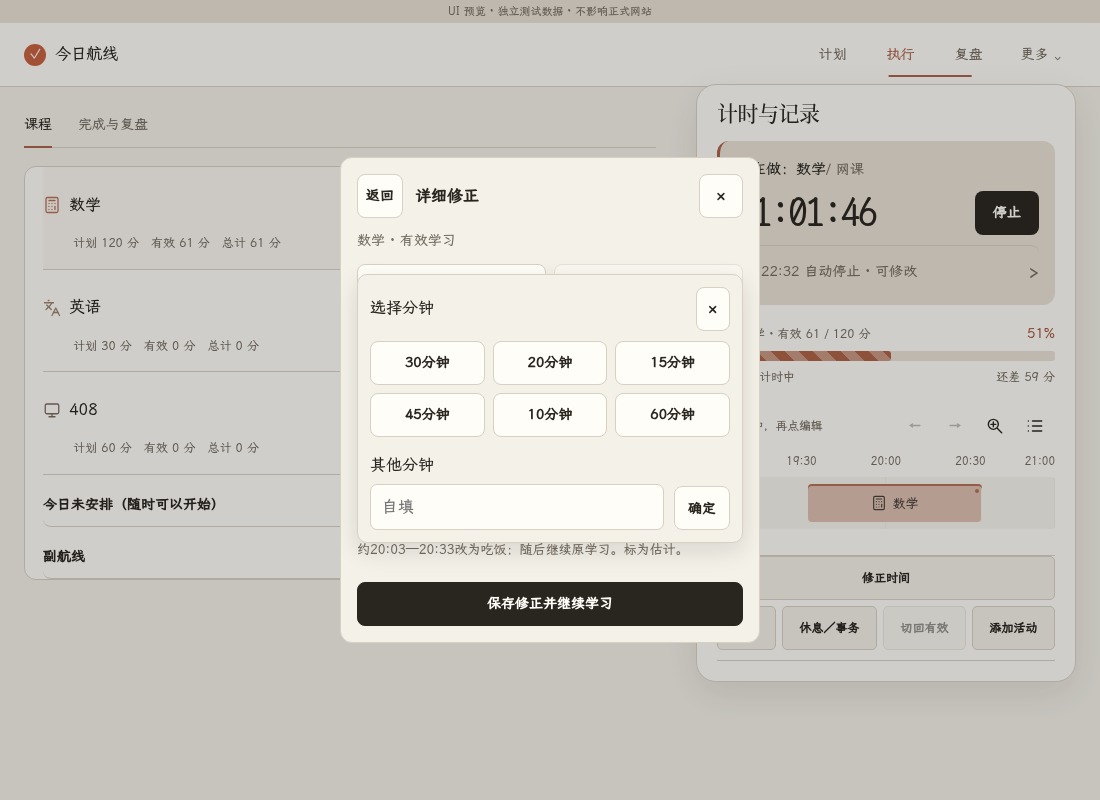 UI 预览・独立测试数据・不影响正式网站
今日航线
计划 执行 复盘 更多
课程 完成与复盘
数学
计划 120 分 有效 61 分 总计 61 分
英语
计划 30 分 有效 0 分 总计 0 分
408
计划 60 分 有效 0 分 总计 0 分
今日未安排（随时可以开始）
副航线
返回 详细修正 ×
数学・有效学习
选择分钟 ×
30分钟 20分钟 15分钟
45分钟 10分钟 60分钟
其他分钟
自填 确定
约20:03—20:33改为吃饭；随后继续原学习。标为估计。
保存修正并继续学习
计时与记录
在做：数学/ 网课
1:01:46 停止
22:32 自动停止・可修改
学・有效 61 / 120 分 51%
计时中 还差 59 分
，再点编辑 ← →
19:30 20:00 20:30 21:00
数学
修正时间
休息／事务 切回有效 添加活动